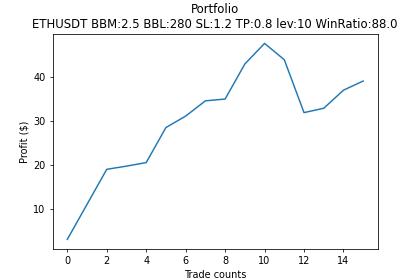 Portfolio
ETHUSDT BBM:2.5 BBL:280 SL:1.2 TP:0.8 lev:10 WinRatio:88.0
40
30
20
10
Profit ($)
0 2 4 6 8 10 12 14
Trade counts